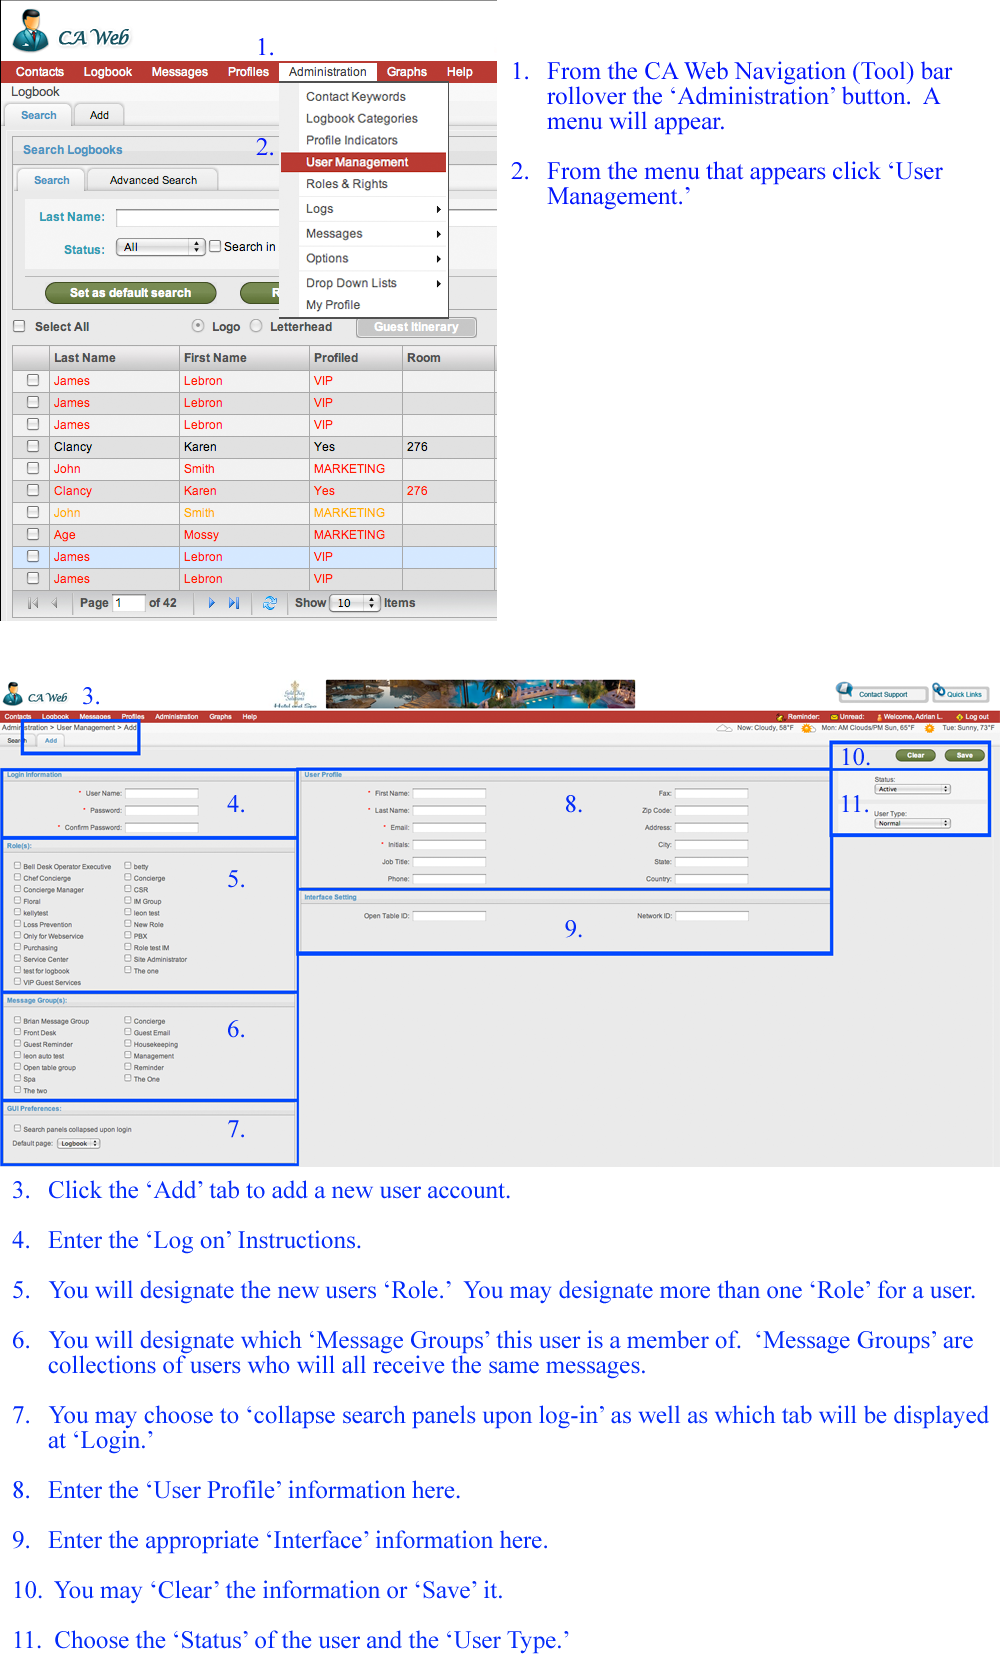 CA Web
1.
Contacts Logbook Messages Profiles Administration Graphs Help
Logbook
Search Add
Contact Keywords
Logbook Categories
Profile Indicators
2.
User Management
Roles & Rights
Logs
Messages
Options
Drop Down Lists
My Profile
Search Logbooks
Search Advanced Search
Last Name:
Status: All Search in
Set as default search R
Select All Logo Letterhead Guest Itinerary
Last Name First Name Profiled Room
James Lebron VIP
James Lebron VIP
James Lebron VIP
Clancy Karen Yes 276
John Smith MARKETING
Clancy Karen Yes 276
John Smith MARKETING
Age Mossy MARKETING
James Lebron VIP
James Lebron VIP
Page 1 of 42 Show 10 Items
1. From the CA Web Navigation (Tool) bar
rollover the ‘Administration’ button. A
menu will appear.
2. From the menu that appears click ‘User
Management.’
CA Web 3.
Hotel and Spa
Contact Support Quick Links
Contacts Logbook Messages Profiles Administration Graphs Help Reminder: Unread: Welcome, Adrian L. Log out
Administration > User Management > Add Now: Cloudy, 58°F Mon: AM Clouds/PM Sun, 65°F Tue: Sunny, 73°F
Search Add
10. Clear Save
Login Information
* User Name:
* Password:
* Confirm Password:
4.
Role(s):
Bell Desk Operator Executive betty
Chef Concierge Concierge
Concierge Manager CSR
Floral IM Group
kellytest leon test
Loss Prevention New Role
Only for Webservice PBX
Purchasing Role test IM
Service Center Site Administrator
test for logbook The one
VIP Guest Services
5.
Message Group(s):
Brian Message Group Concierge
Front Desk Guest Email
Guest Reminder Housekeeping
leon auto test Management
Open table group Reminder
Spa The One
The two
6.
GUI Preferences:
Search panels collapsed upon login
Default page: Logbook
7.
User Profile
* First Name: Fax:
* Last Name: Zip Code:
* Email: Address:
* Initials: City:
Job Title: State:
Phone: Country:
8.
Interface Setting
Open Table ID: Network ID:
9.
11.
Status:
Active
User Type:
Normal
3. Click the ‘Add’ tab to add a new user account.
4. Enter the ‘Log on’ Instructions.
5. You will designate the new users ‘Role.’ You may designate more than one ‘Role’ for a user.
6. You will designate which ‘Message Groups’ this user is a member of. ‘Message Groups’ are
collections of users who will all receive the same messages.
7. You may choose to ‘collapse search panels upon log-in’ as well as which tab will be displayed
at ‘Login.’
8. Enter the ‘User Profile’ information here.
9. Enter the appropriate ‘Interface’ information here.
10. You may ‘Clear’ the information or ‘Save’ it.
11. Choose the ‘Status’ of the user and the ‘User Type.’